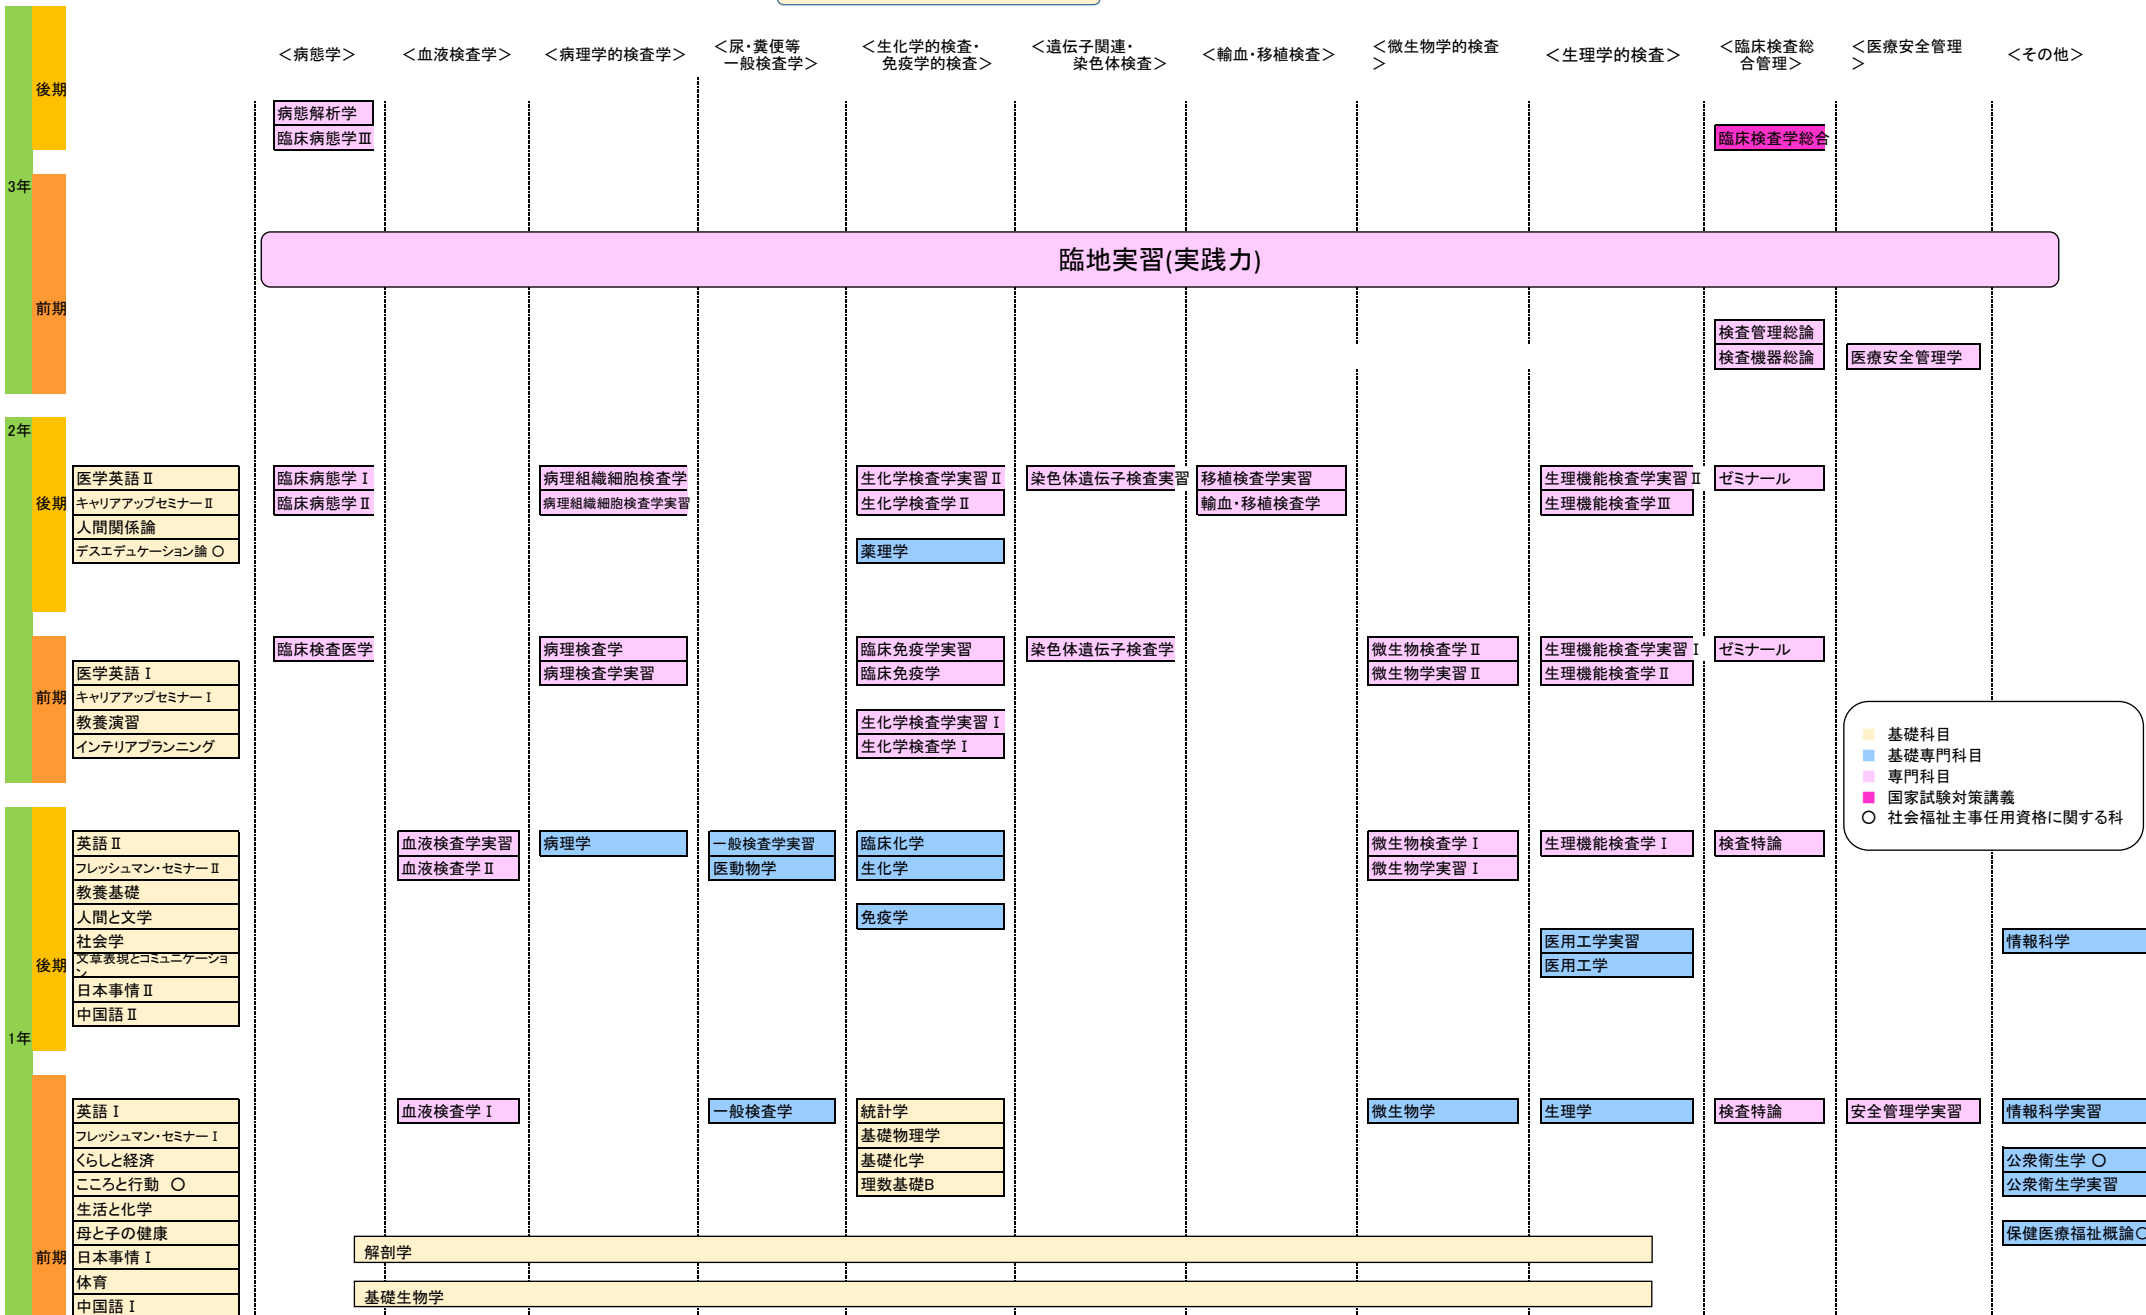 ＜病態学＞
＜血液検査学＞
＜病理学的検査学＞
＜尿・糞便等
一般検査学＞
＜生化学的検査・
免疫学的検査＞
＜遺伝子関連・
染色体検査＞
＜輸血・移植検査＞
＜微生物学的検査
＞
＜生理学的検査＞
＜臨床検査総
合管理＞
＜医療安全管理
＞
＜その他＞
3年
後期
病態解析学
臨床病態学Ⅲ
臨床検査学総合
臨地実習(実践力)
前期
検査管理総論
検査機器総論
医療安全管理学
2年
後期
医学英語Ⅱ
キャリアアップセミナーⅡ
人間関係論
デスエデュケーション論 〇
臨床病態学Ⅰ
臨床病態学Ⅱ
病理組織細胞検査学
病理組織細胞検査学実習
生化学検査学実習Ⅱ
生化学検査学Ⅱ
薬理学
染色体遺伝子検査実習
移植検査学実習
輸血・移植検査学
生理機能検査学実習Ⅱ
生理機能検査学Ⅲ
ゼミナール
前期
医学英語Ⅰ
キャリアアップセミナーⅠ
教養演習
インテリアプランニング
臨床検査医学
病理検査学
病理検査学実習
臨床免疫学実習
臨床免疫学
生化学検査学実習Ⅰ
生化学検査学Ⅰ
染色体遺伝子検査学
微生物検査学Ⅱ
微生物学実習Ⅱ
生理機能検査学実習Ⅰ
生理機能検査学Ⅱ
ゼミナール
基礎科目
基礎専門科目
専門科目
国家試験対策講義
〇 社会福祉主事任用資格に関する科
1年
後期
英語Ⅱ
フレッシュマン・セミナーⅡ
教養基礎
人間と文学
社会学
文章表現とコミュニケーショ
ン
日本事情Ⅱ
中国語Ⅱ
血液検査学実習
血液検査学Ⅱ
病理学
一般検査学実習
医動物学
臨床化学
生化学
免疫学
微生物検査学Ⅰ
微生物学実習Ⅰ
生理機能検査学Ⅰ
医用工学実習
医用工学
検査特論
情報科学
前期
英語Ⅰ
フレッシュマン・セミナーⅠ
くらしと経済
こころと行動 〇
生活と化学
母と子の健康
日本事情Ⅰ
体育
中国語Ⅰ
血液検査学Ⅰ
一般検査学
統計学
基礎物理学
基礎化学
理数基礎B
微生物学
生理学
検査特論
安全管理学実習
情報科学実習
公衆衛生学 〇
公衆衛生学実習
保健医療福祉概論〇
解剖学
基礎生物学